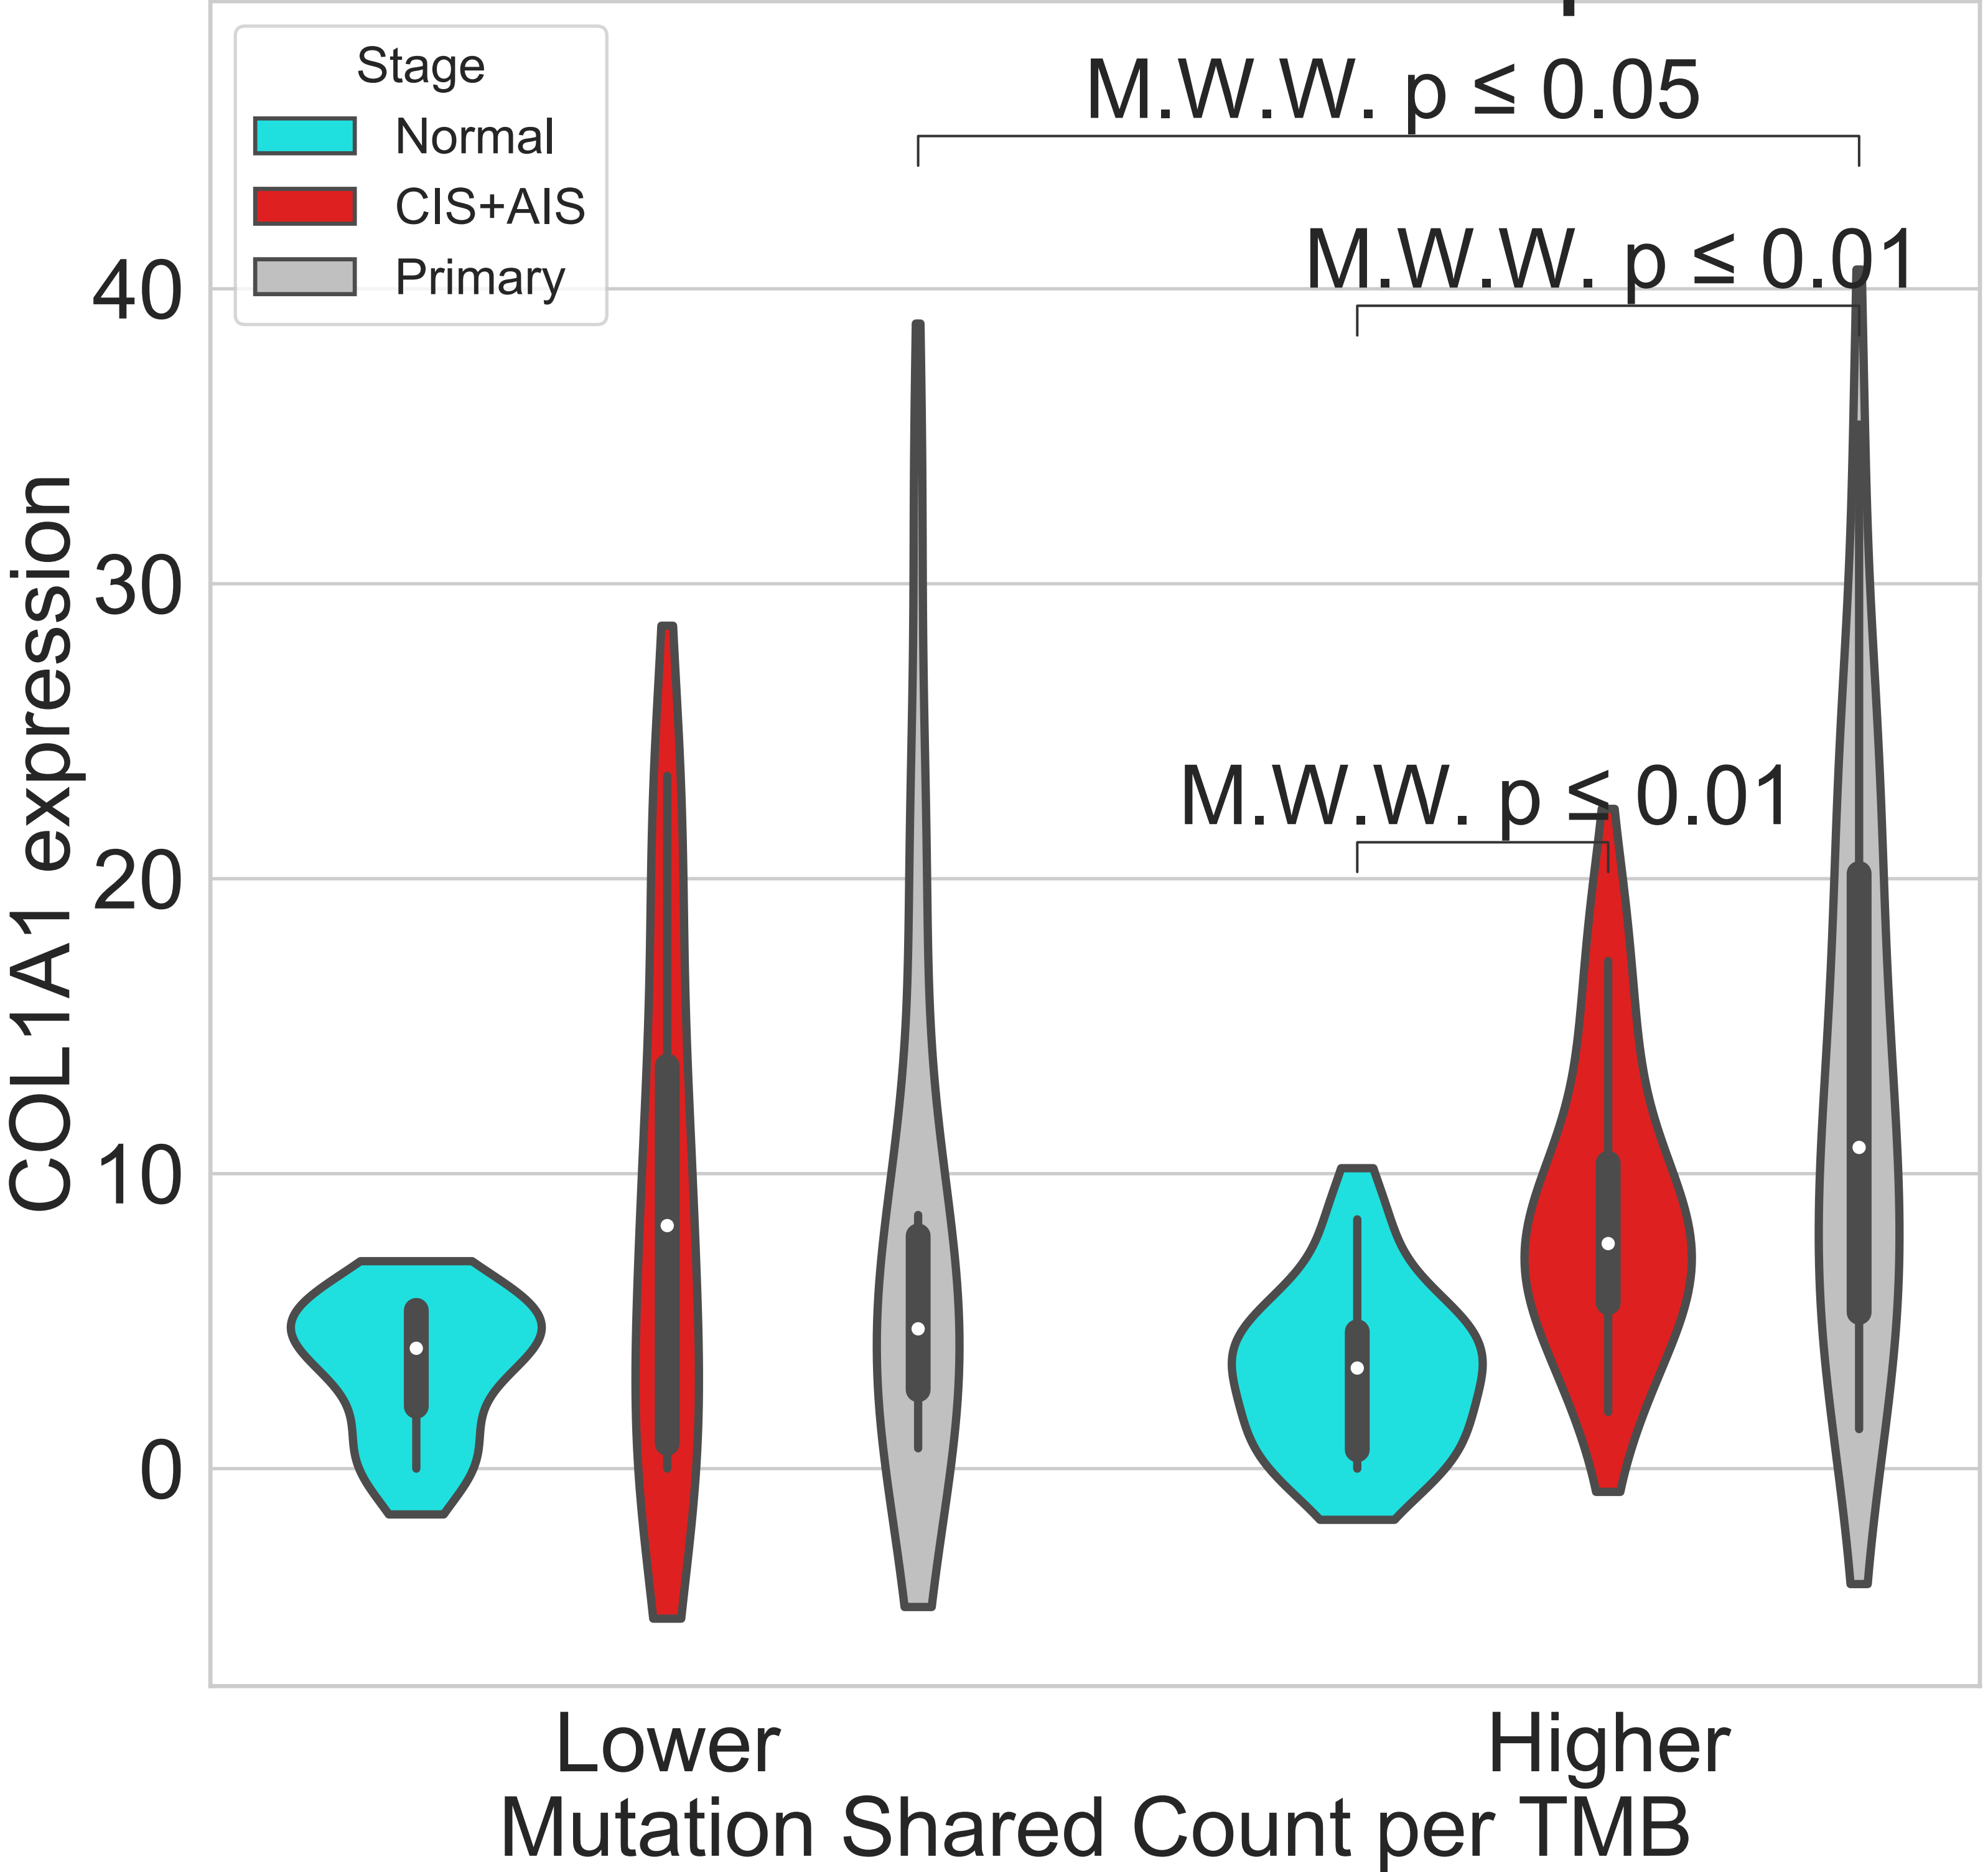 Stage
Normal
CIS+AIS
Primary
M.W.W. p ≤ 0.05
M.W.W. p ≤ 0.01
M.W.W. p ≤ 0.01
40
30
20
10
0
COL1A1 expression
Lower
Higher
Mutation Shared Count per TMB